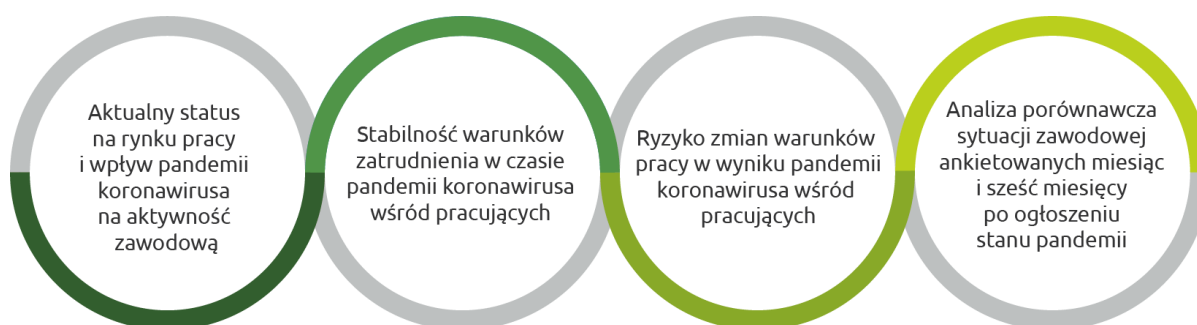 Aktualny status
na rynku pracy
i wpływ pandemii
koronawirusa
na aktywność
zawodową
Stabilność warunków
zatrudnienia w czasie
pandemii koronawirusa
wśród pracujących
Ryzyko zmian warunków
pracy w wyniku pandemii
koronawirusa wśród
pracujących
Analiza porównawcza
sytuacji zawodowej
ankietowanych miesiąc
i sześć miesięcy
po ogłoszeniu
stanu pandemii